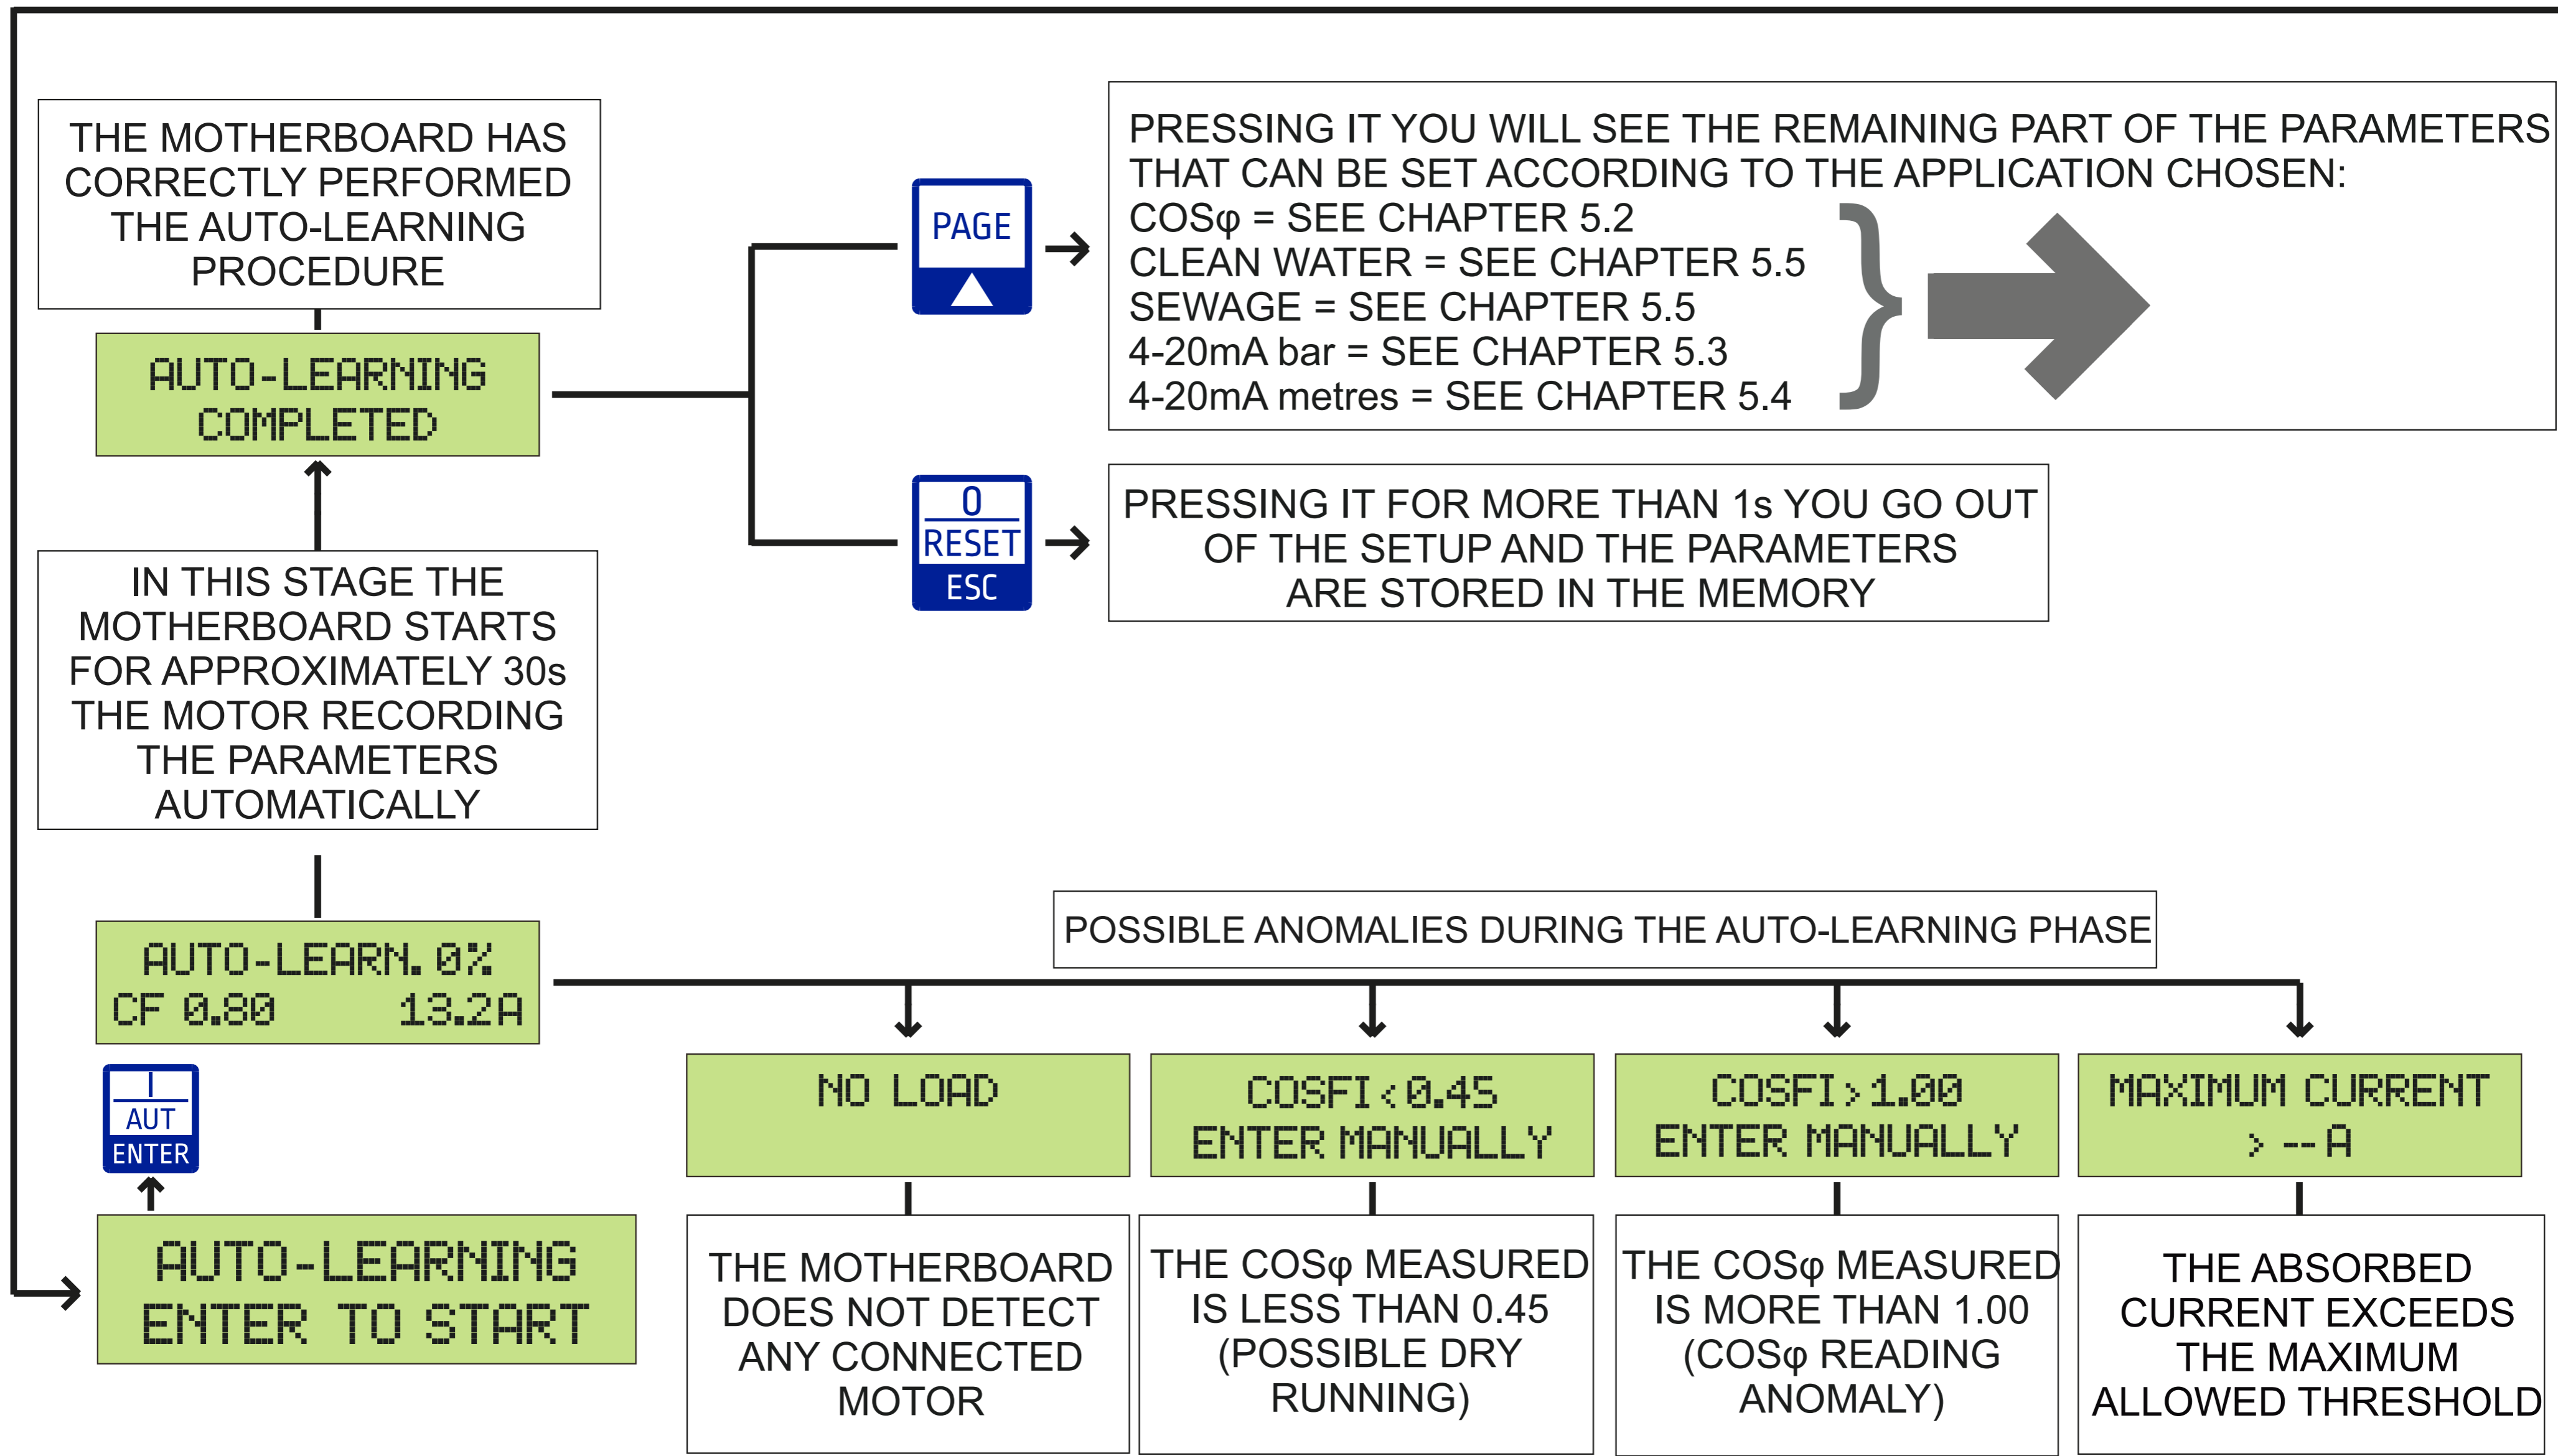 THE MOTHERBOARD HAS
CORRECTLY PERFORMED
THE AUTO-LEARNING
PROCEDURE
AUTO-LEARNING
COMPLETED
PAGE
PRESSING IT YOU WILL SEE THE REMAINING PART OF THE PARAMETERS
THAT CAN BE SET ACCORDING TO THE APPLICATION CHOSEN:
COSφ = SEE CHAPTER 5.2
CLEAN WATER = SEE CHAPTER 5.5
SEWAGE = SEE CHAPTER 5.5
4-20mA bar = SEE CHAPTER 5.3
4-20mA metres = SEE CHAPTER 5.4
0
RESET
ESC
PRESSING IT FOR MORE THAN 1s YOU GO OUT
OF THE SETUP AND THE PARAMETERS
ARE STORED IN THE MEMORY
IN THIS STAGE THE
MOTHERBOARD STARTS
FOR APPROXIMATELY 30s
THE MOTOR RECORDING
THE PARAMETERS
AUTOMATICALLY
AUTO-LEARN. 0%
CF 0.80 13.2A
I
AUT
ENTER
AUTO-LEARNING
ENTER TO START
POSSIBLE ANOMALIES DURING THE AUTO-LEARNING PHASE
NO LOAD
THE MOTHERBOARD
DOES NOT DETECT
ANY CONNECTED
MOTOR
COSFI < 0.45
ENTER MANUALLY
THE COSφ MEASURED
IS LESS THAN 0.45
(POSSIBLE DRY
RUNNING)
COSFI > 1.00
ENTER MANUALLY
THE COSφ MEASURED
IS MORE THAN 1.00
(COSφ READING
ANOMALY)
MAXIMUM CURRENT
> -- A
THE ABSORBED
CURRENT EXCEEDS
THE MAXIMUM
ALLOWED THRESHOLD